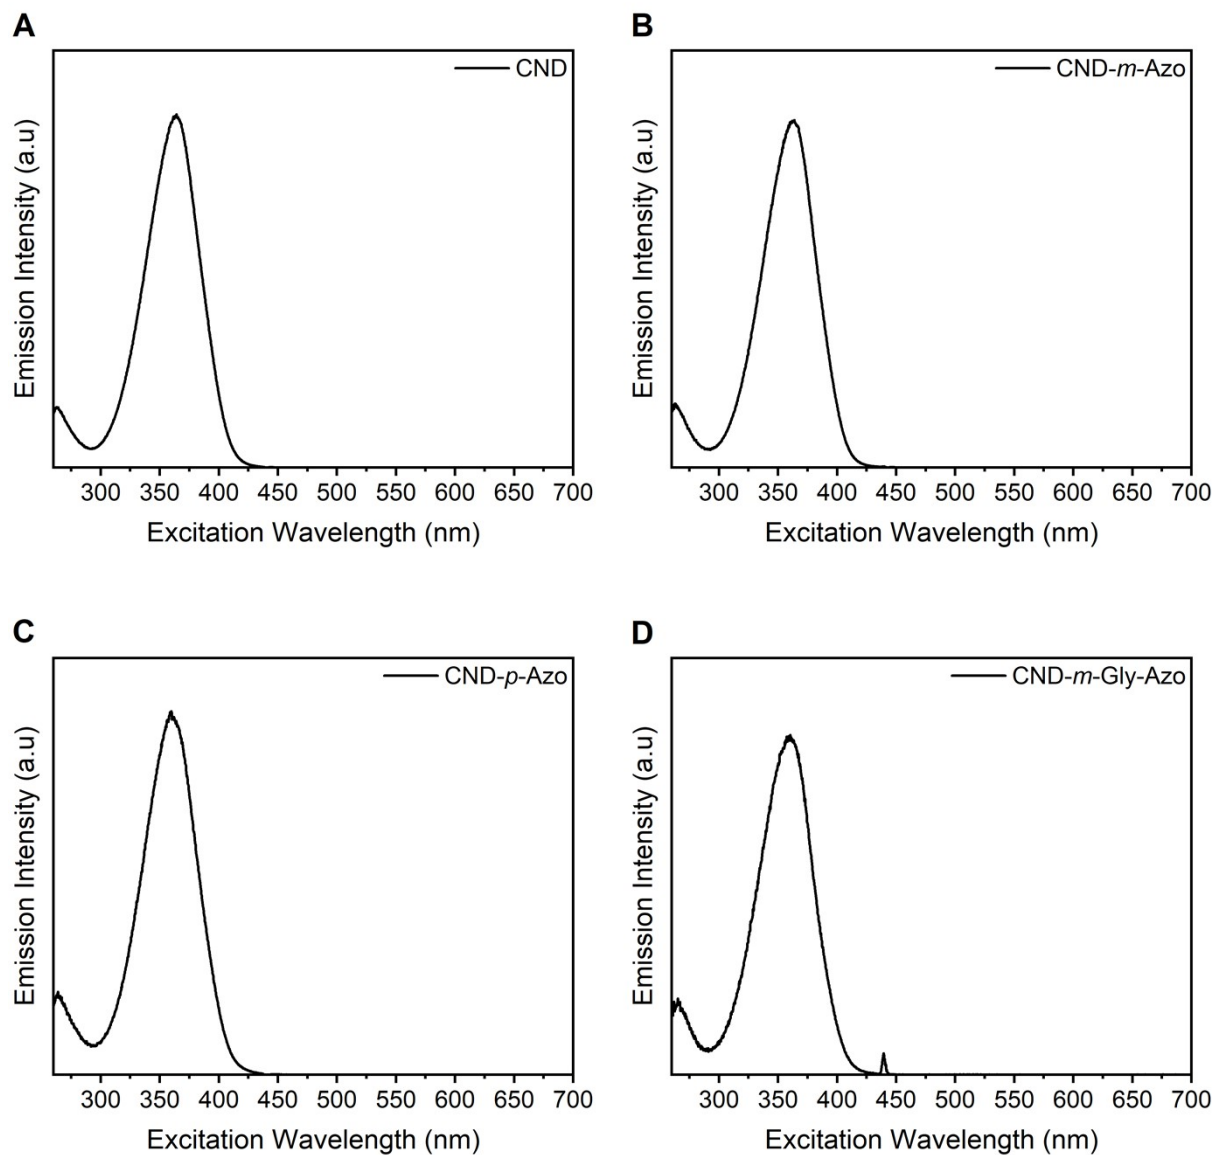 A
CND
Emission Intensity (a.u)
300 350 400 450 500 550 600 650 700
Excitation Wavelength (nm)
B
CND-m-Azo
Emission Intensity (a.u)
300 350 400 450 500 550 600 650 700
Excitation Wavelength (nm)
C
CND-p-Azo
Emission Intensity (a.u)
300 350 400 450 500 550 600 650 700
Excitation Wavelength (nm)
D
CND-m-Gly-Azo
Emission Intensity (a.u)
300 350 400 450 500 550 600 650 700
Excitation Wavelength (nm)